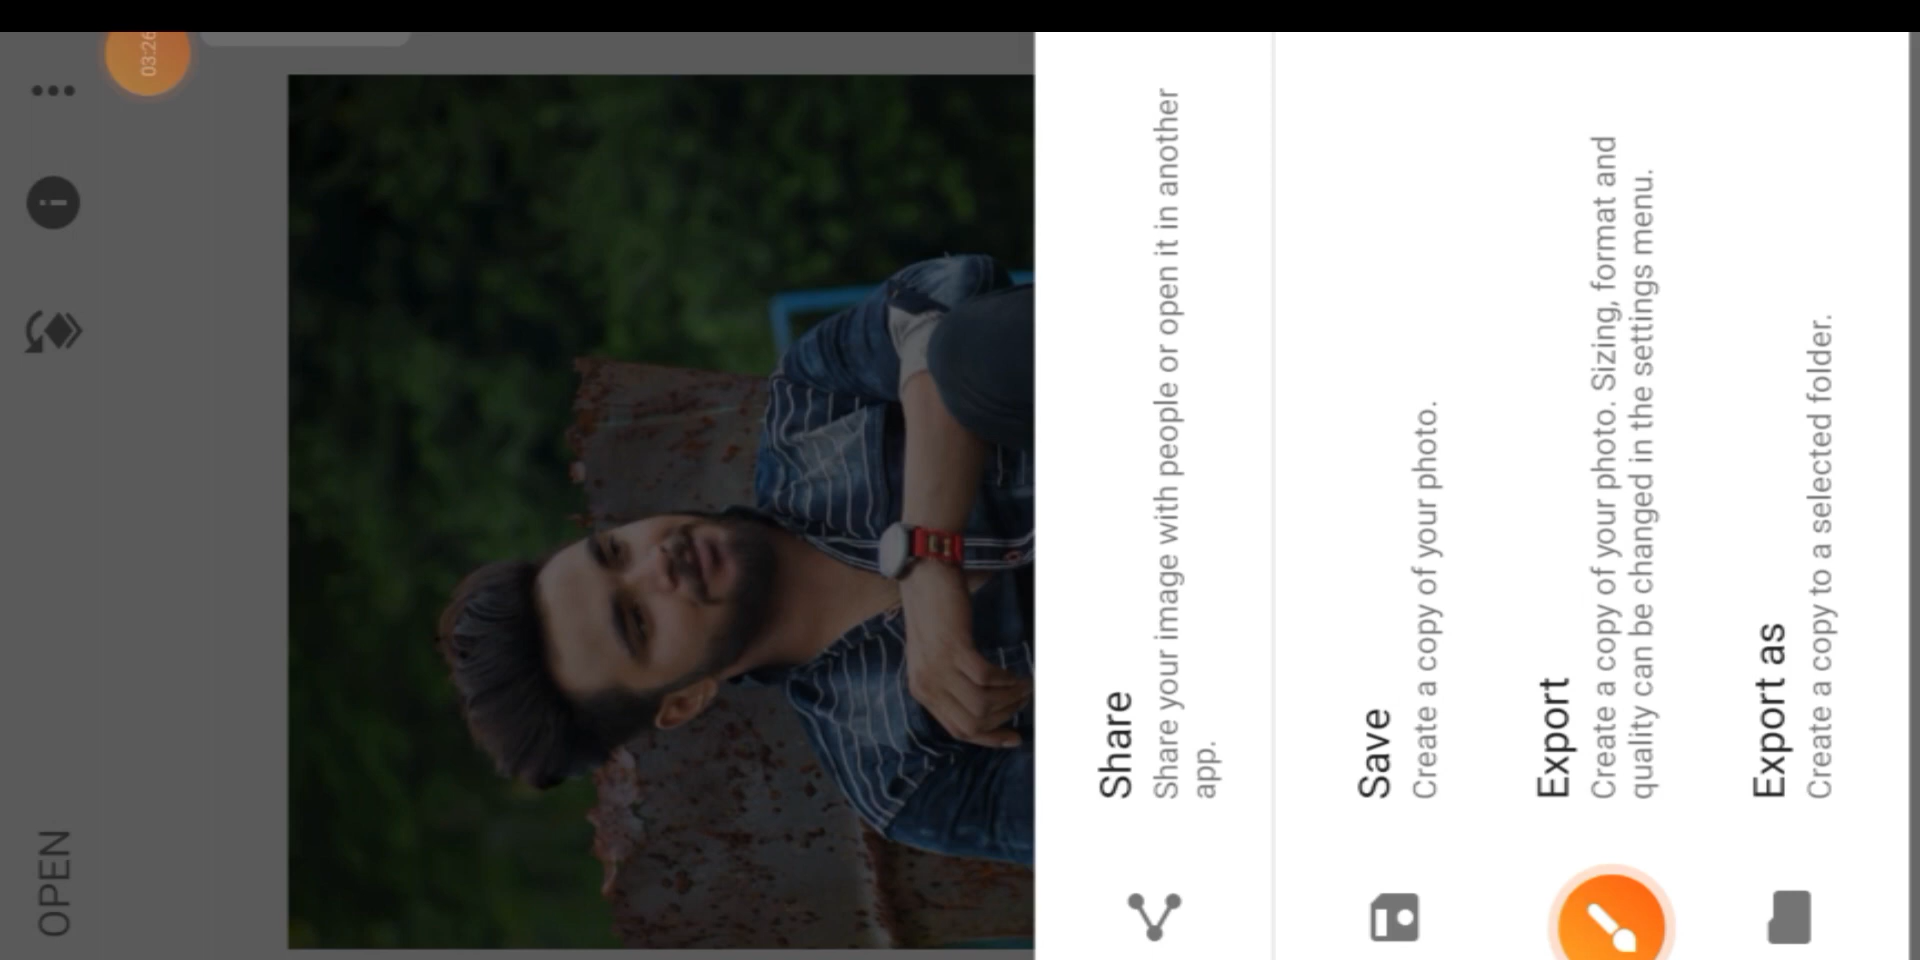 03:26
OPEN
Share
Share your image with people or open it in another
app.
Save
Create a copy of your photo.
Export
Create a copy of your photo. Sizing, format and
quality can be changed in the settings menu.
Export as
Create a copy to a selected folder.